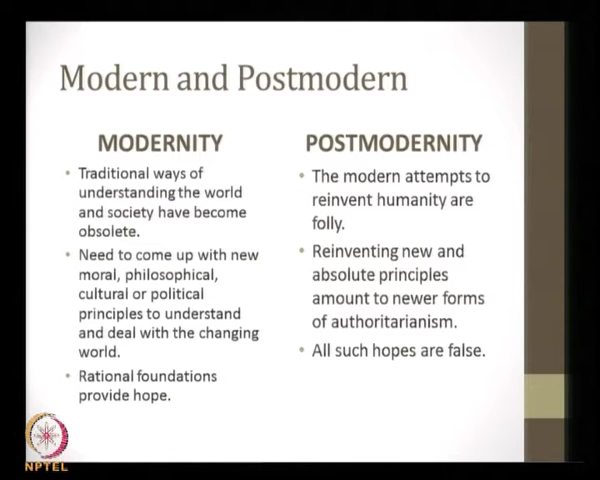 Modern and Postmodern
MODERNITY
• Traditional ways of
understanding the world
and society have become
obsolete.
• Need to come up with new
moral, philosophical,
cultural or political
principles to understand
and deal with the changing
world.
• Rational foundations
provide hope.
POSTMODERNITY
• The modern attempts to
reinvent humanity are
folly.
• Reinventing new and
absolute principles
amount to newer forms
of authoritarianism.
• All such hopes are false.
NPTEL